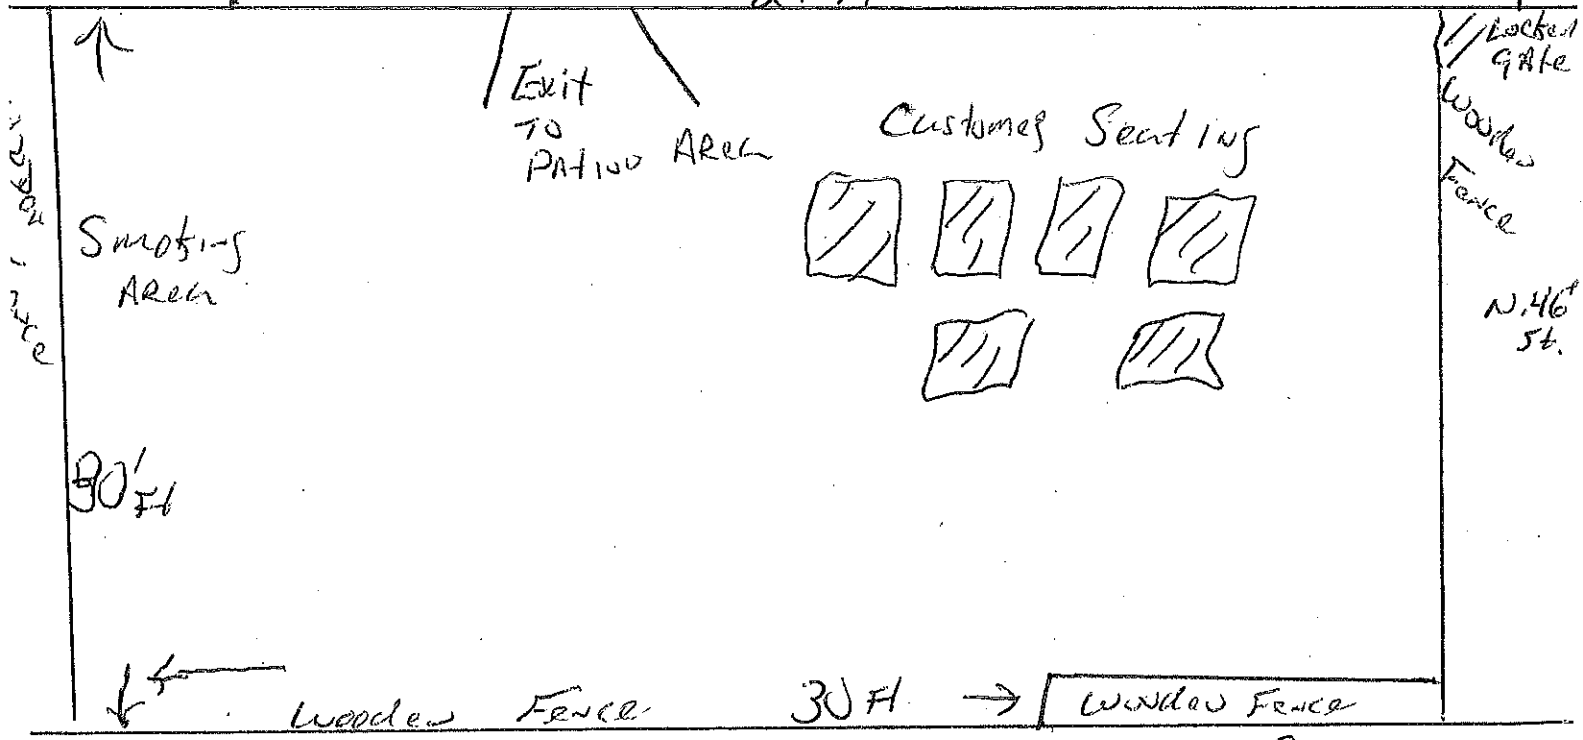 Locked
GAte
Exit
TO
PAtio AReA
Customer Seating
Wooden
Fence
Smoking
AReA
N.46th
St.
30' Ft
Wooden Fence 30 Ft
Wooden Fence